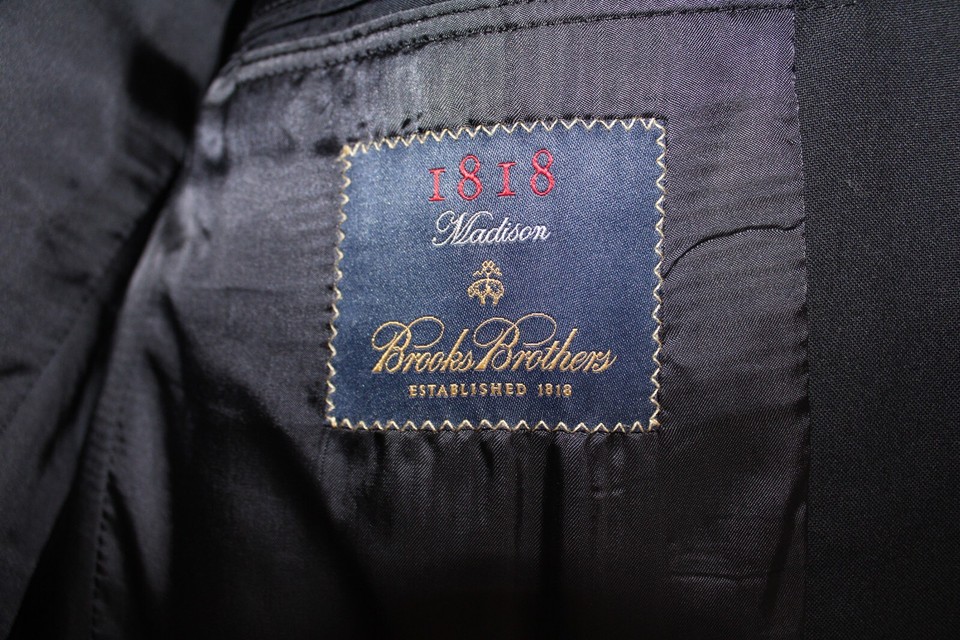 1818
Madison
Brooks Brothers
ESTABLISHED 1818